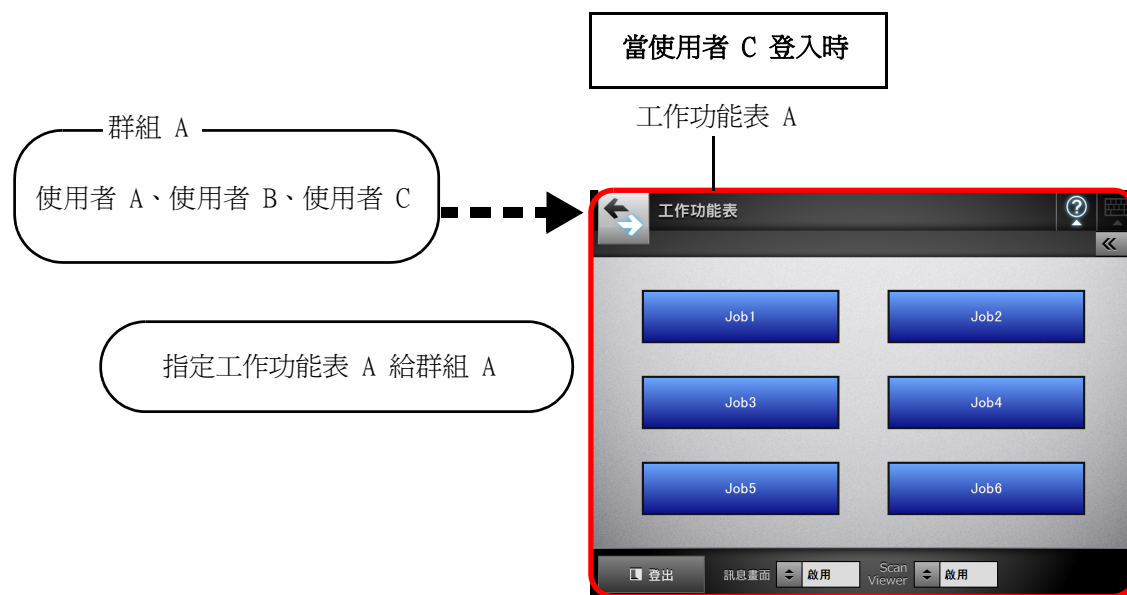 當使用者 C 登入時
工作功能表 A
群組 A
使用者 A、使用者 B、使用者 C
指定工作功能表 A 給群組 A
工作功能表
?
Job1
Job2
Job3
Job4
Job5
Job6
登出
訊息畫面
啟用
Scan
Viewer
啟用